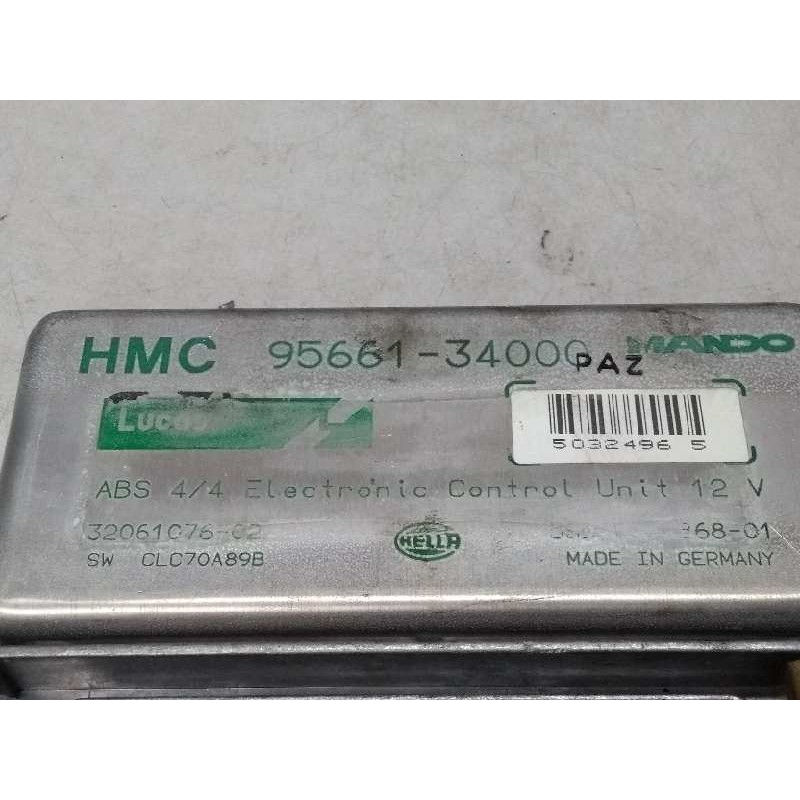 HMC 95661-34000 MANDO
PAZ
Lucas
5032496 5
ABS 4/4 Electronic Control Unit 12 V
32061076-02 868-01
HELLA
SW CLC70A89B MADE IN GERMANY